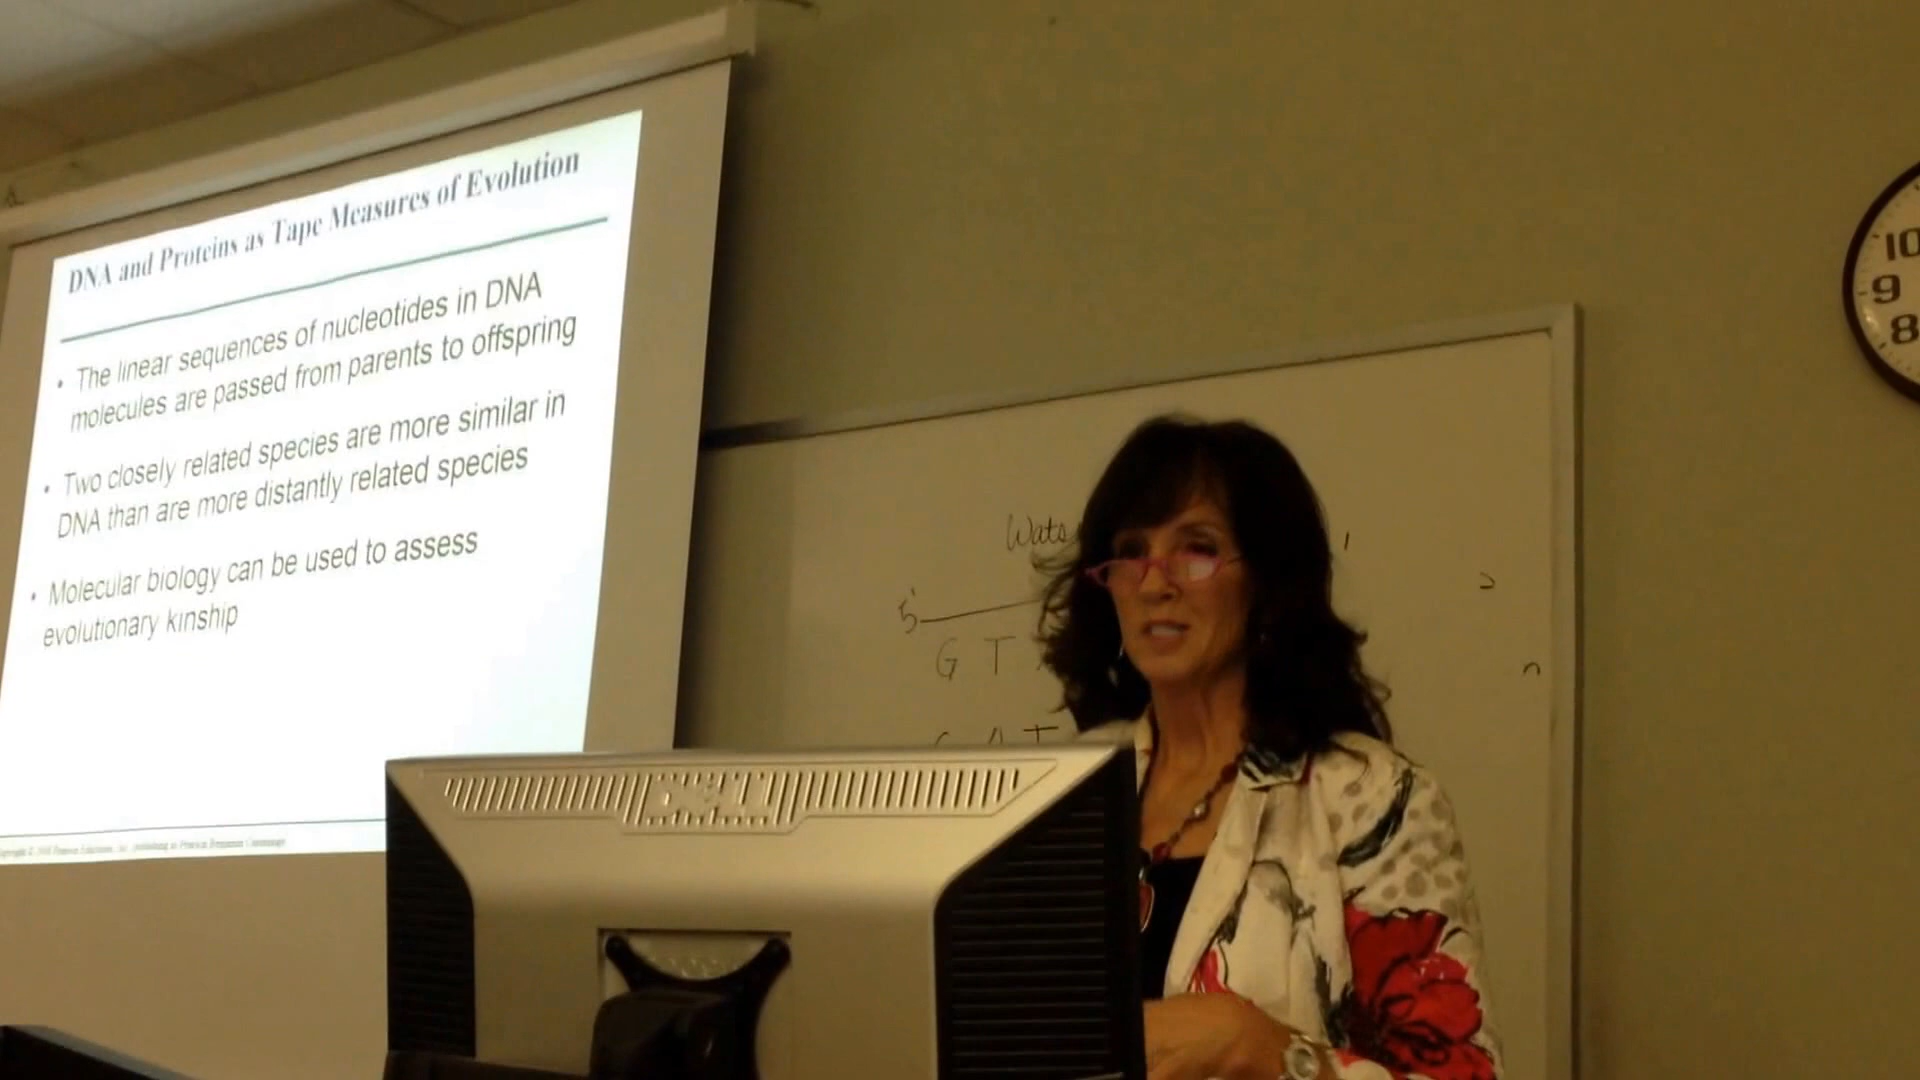 DNA and Proteins as Tape Measures of Evolution
• The linear sequences of nucleotides in DNA
molecules are passed from parents to offspring
• Two closely related species are more similar in
DNA than are more distantly related species
• Molecular biology can be used to assess
evolutionary kinship
10
9
8
5'
G T